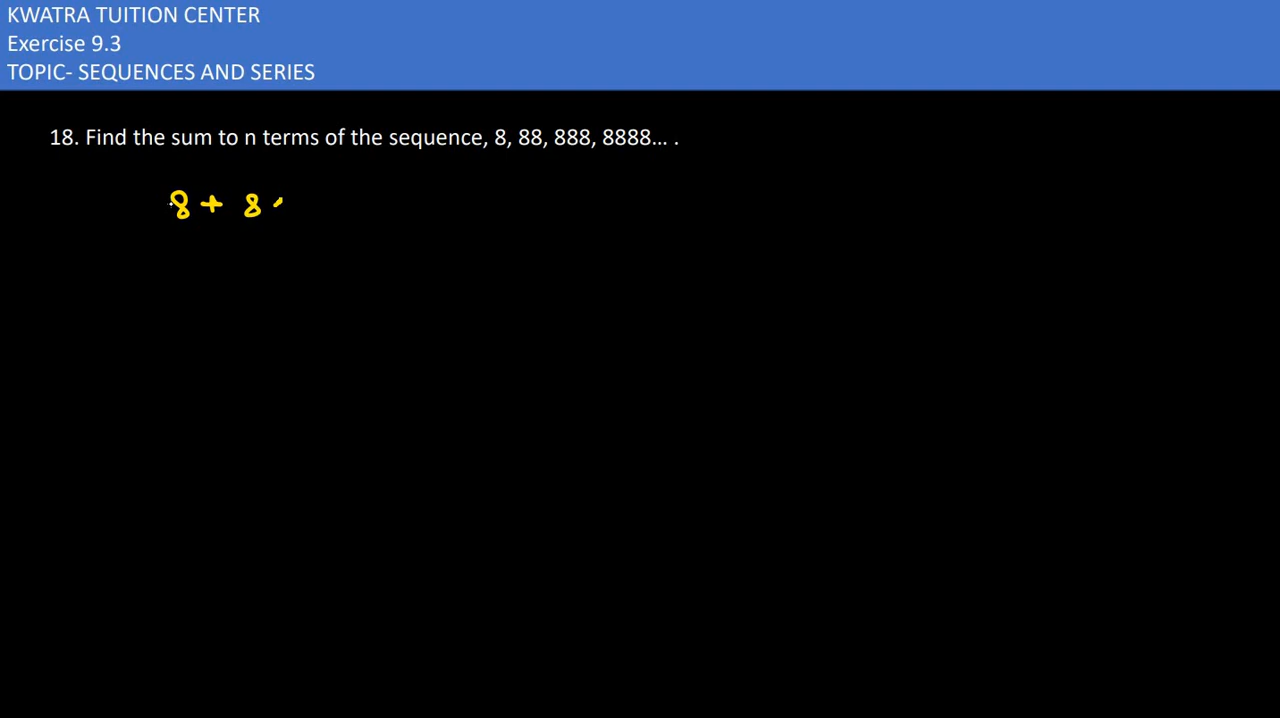 KWATRA TUITION CENTER
Exercise 9.3
TOPIC- SEQUENCES AND SERIES
18. Find the sum to n terms of the sequence, 8, 88, 888, 8888... .
8 + 8